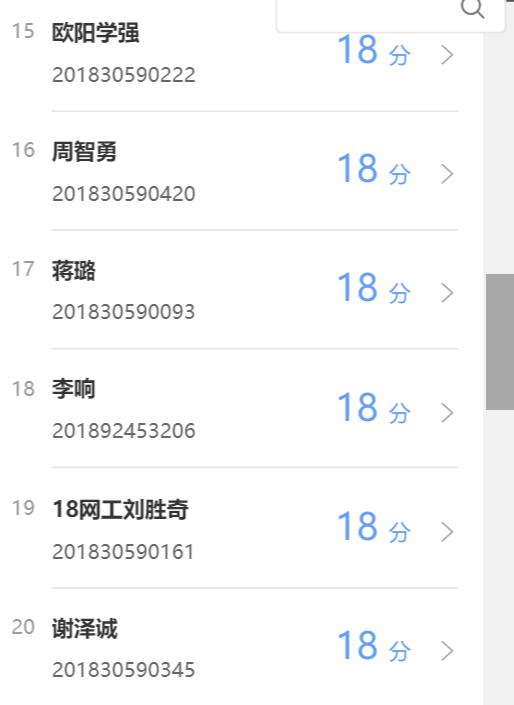 15 欧阳学强 18 分
201830590222
16 周智勇 18 分
201830590420
17 蒋璐 18 分
201830590093
18 李响 18 分
201892453206
19 18网工刘胜奇 18 分
201830590161
20 谢泽诚 18 分
201830590345